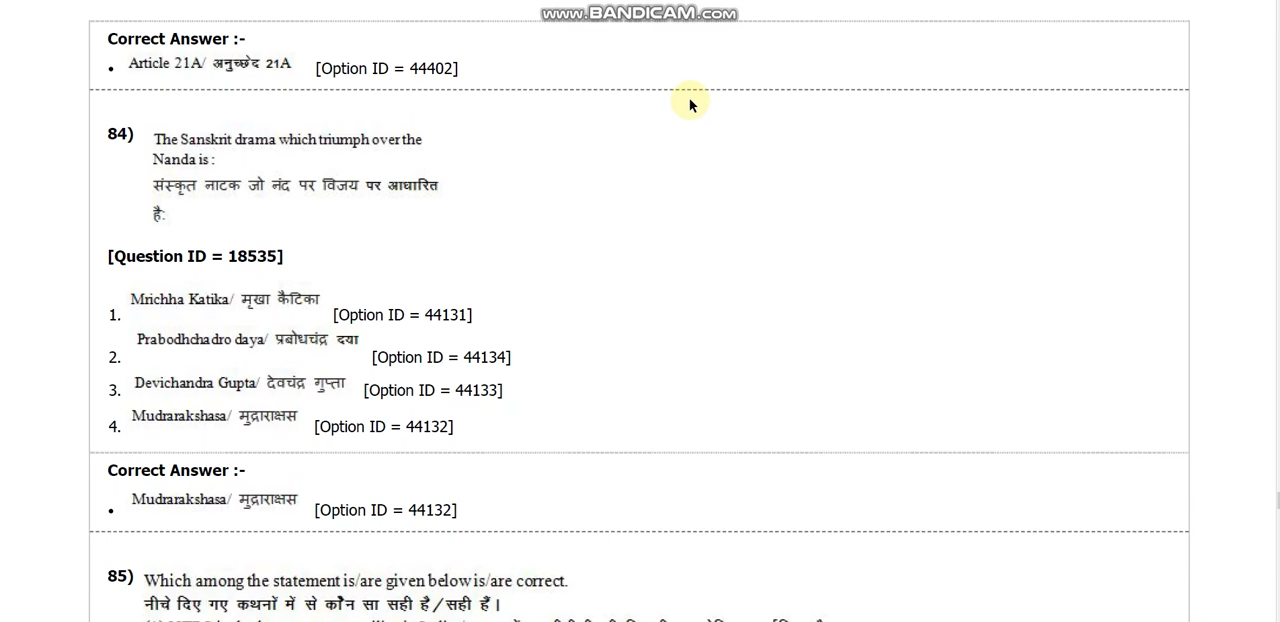 www.BANDICAM.com
Correct Answer :-
• Article 21A/ अनुच्छेद 21A [Option ID = 44402]
84) The Sanskrit drama which triumph over the
Nanda is :
संस्कृत नाटक जो नंद पर विजय पर आधारित
है:
[Question ID = 18535]
1. Mrichha Katika/ मृखा कैटिका [Option ID = 44131]
2. Prabodhchadro daya/ प्रबोधचंद्र दया [Option ID = 44134]
3. Devichandra Gupta/ देवचंद्र गुप्ता [Option ID = 44133]
4. Mudrarakshasa/ मुद्राराक्षस [Option ID = 44132]
Correct Answer :-
• Mudrarakshasa/ मुद्राराक्षस [Option ID = 44132]
85) Which among the statement is/are given below is/are correct.
नीचे दिए गए कथनों में से कौन सा सही है/सही हैं।